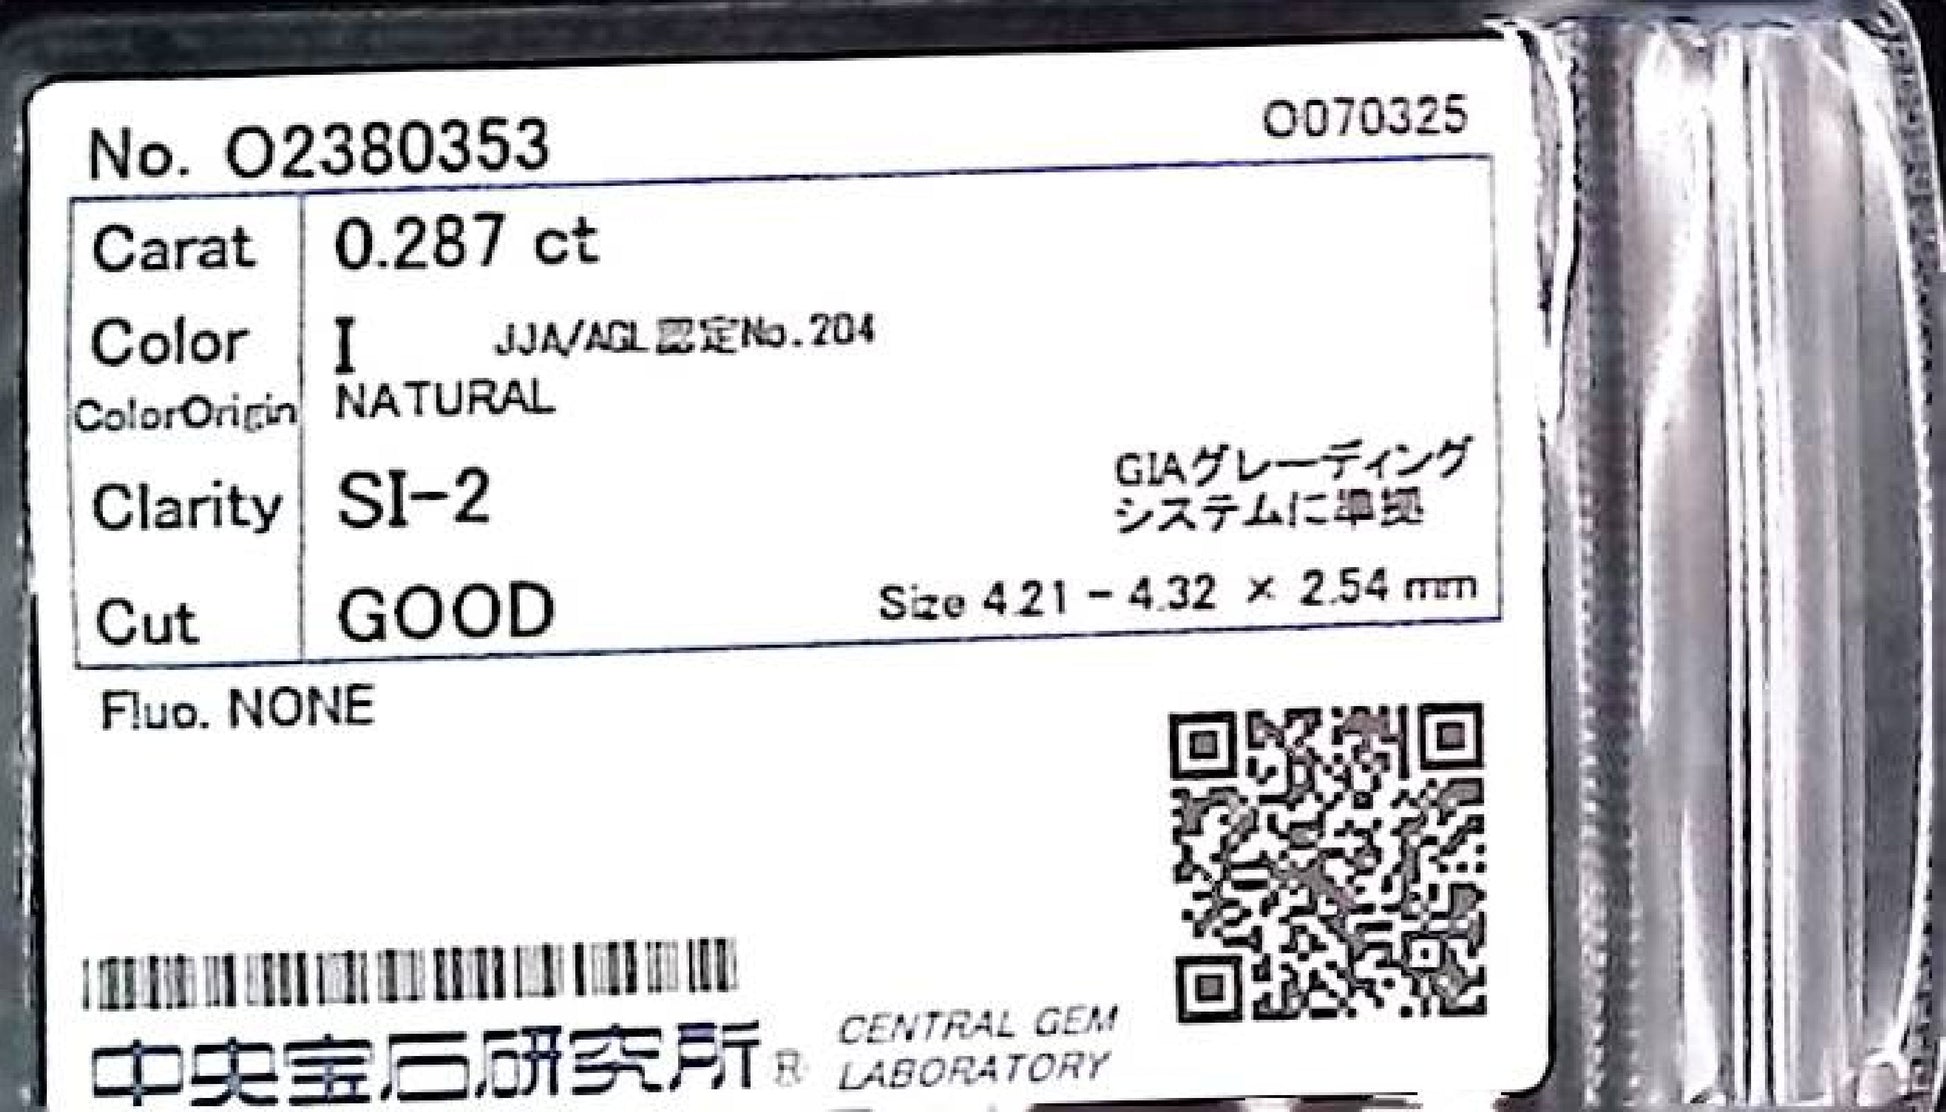 No. O2380353
O070325
Carat 0.287 ct
Color I JJA/AGL認定No.204
ColorOrigin NATURAL
Clarity SI-2
GIAグレーディング
システムに準拠
Cut GOOD Size 4.21 - 4.32 × 2.54 mm
Fluo. NONE
中央宝石研究所® CENTRAL GEM
LABORATORY